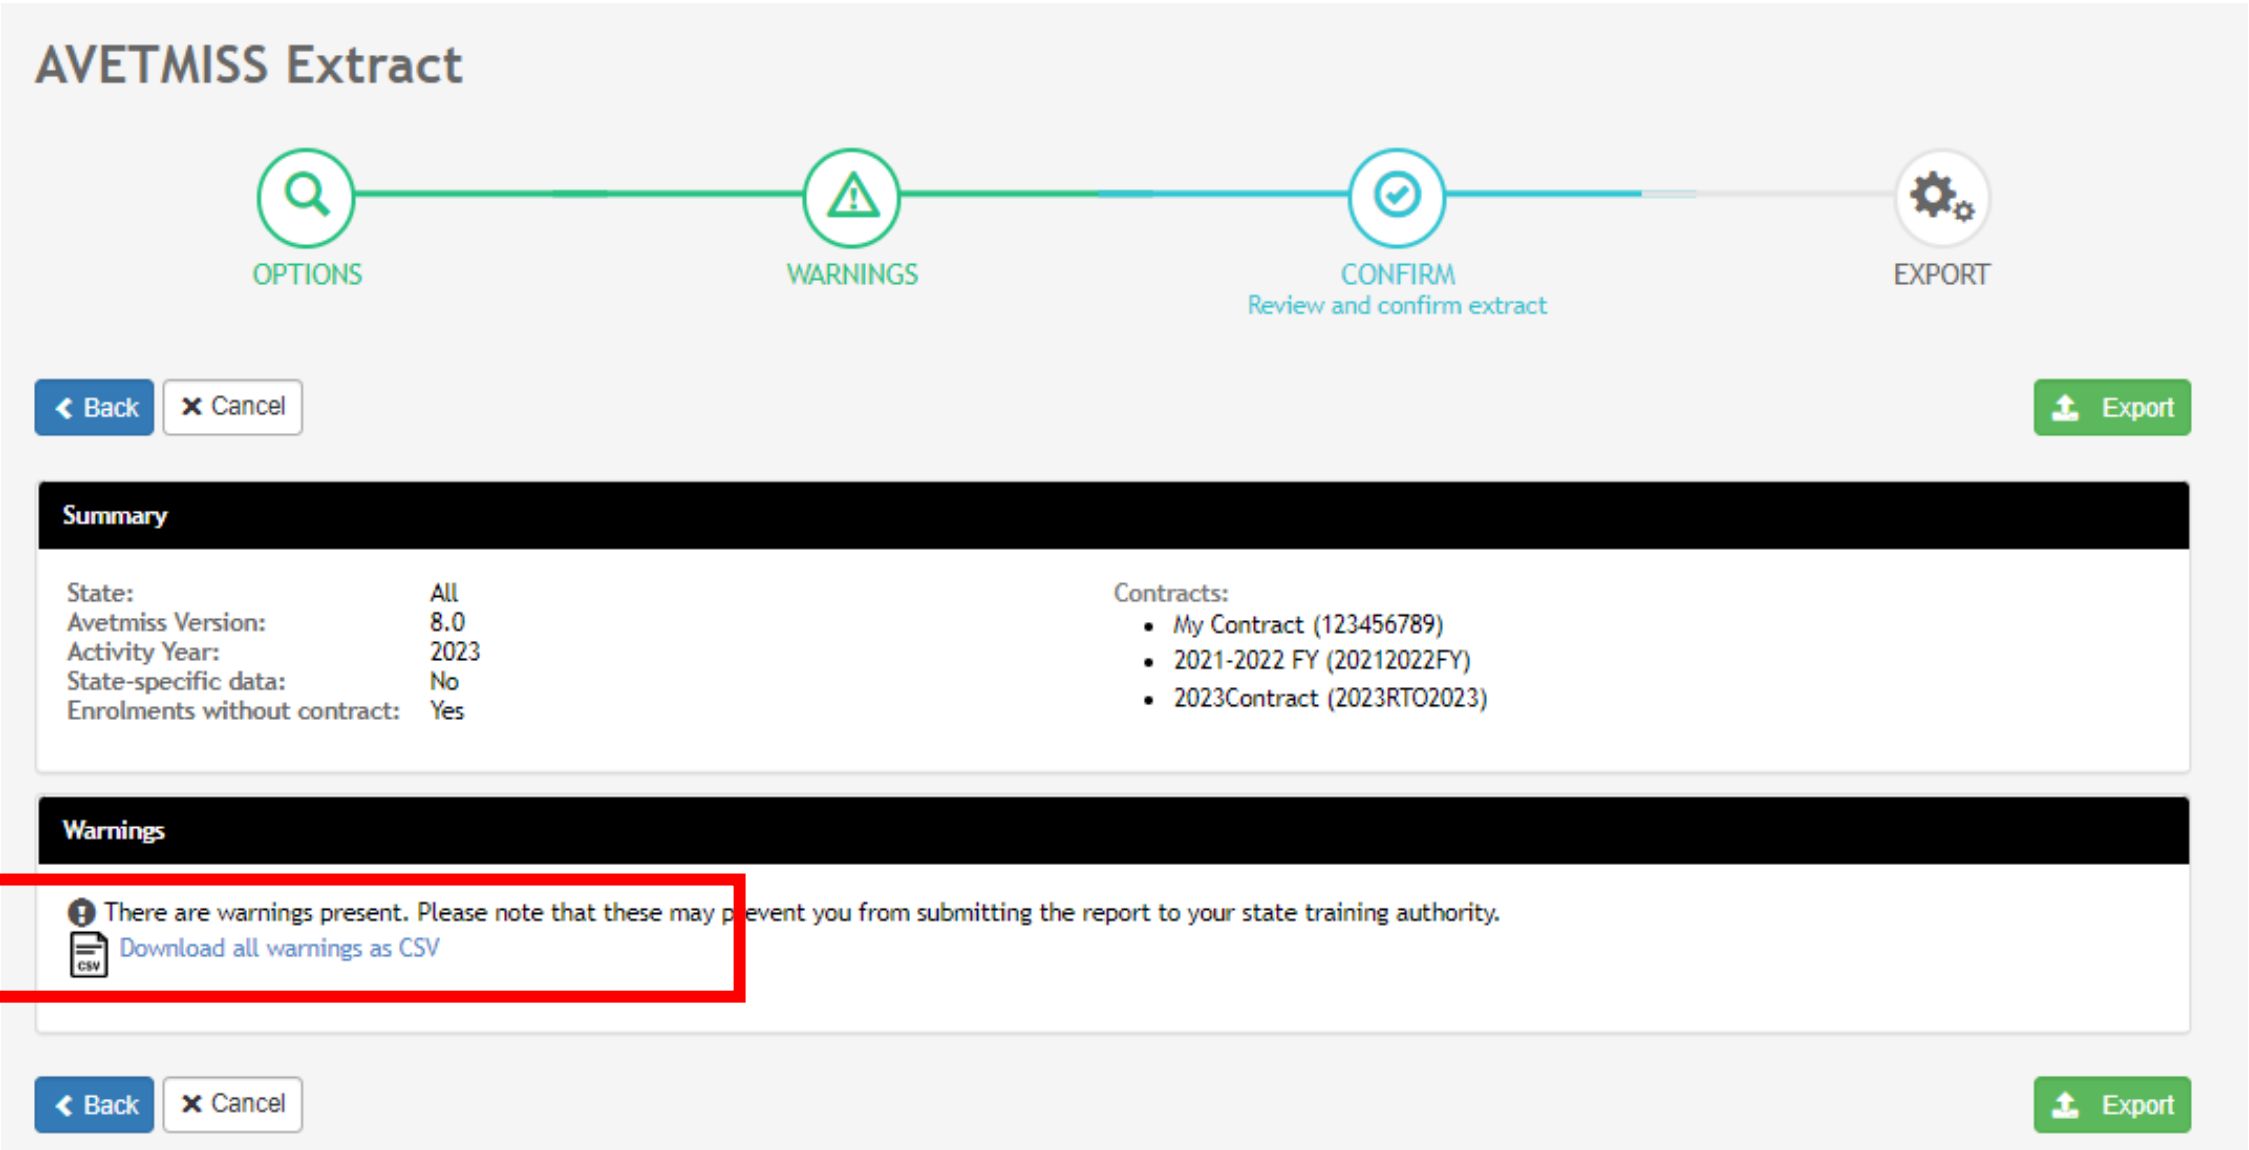 AVETMISS Extract
OPTIONS
WARNINGS
CONFIRM
Review and confirm extract
EXPORT
Back
Cancel
Export
Summary
State: All
Avetmiss Version: 8.0
Activity Year: 2023
State-specific data: No
Enrolments without contract: Yes
Contracts:
My Contract (123456789)
2021-2022 FY (20212022FY)
2023Contract (2023RTO2023)
Warnings
There are warnings present. Please note that these may prevent you from submitting the report to your state training authority.
CSV
Download all warnings as CSV
Back
Cancel
Export